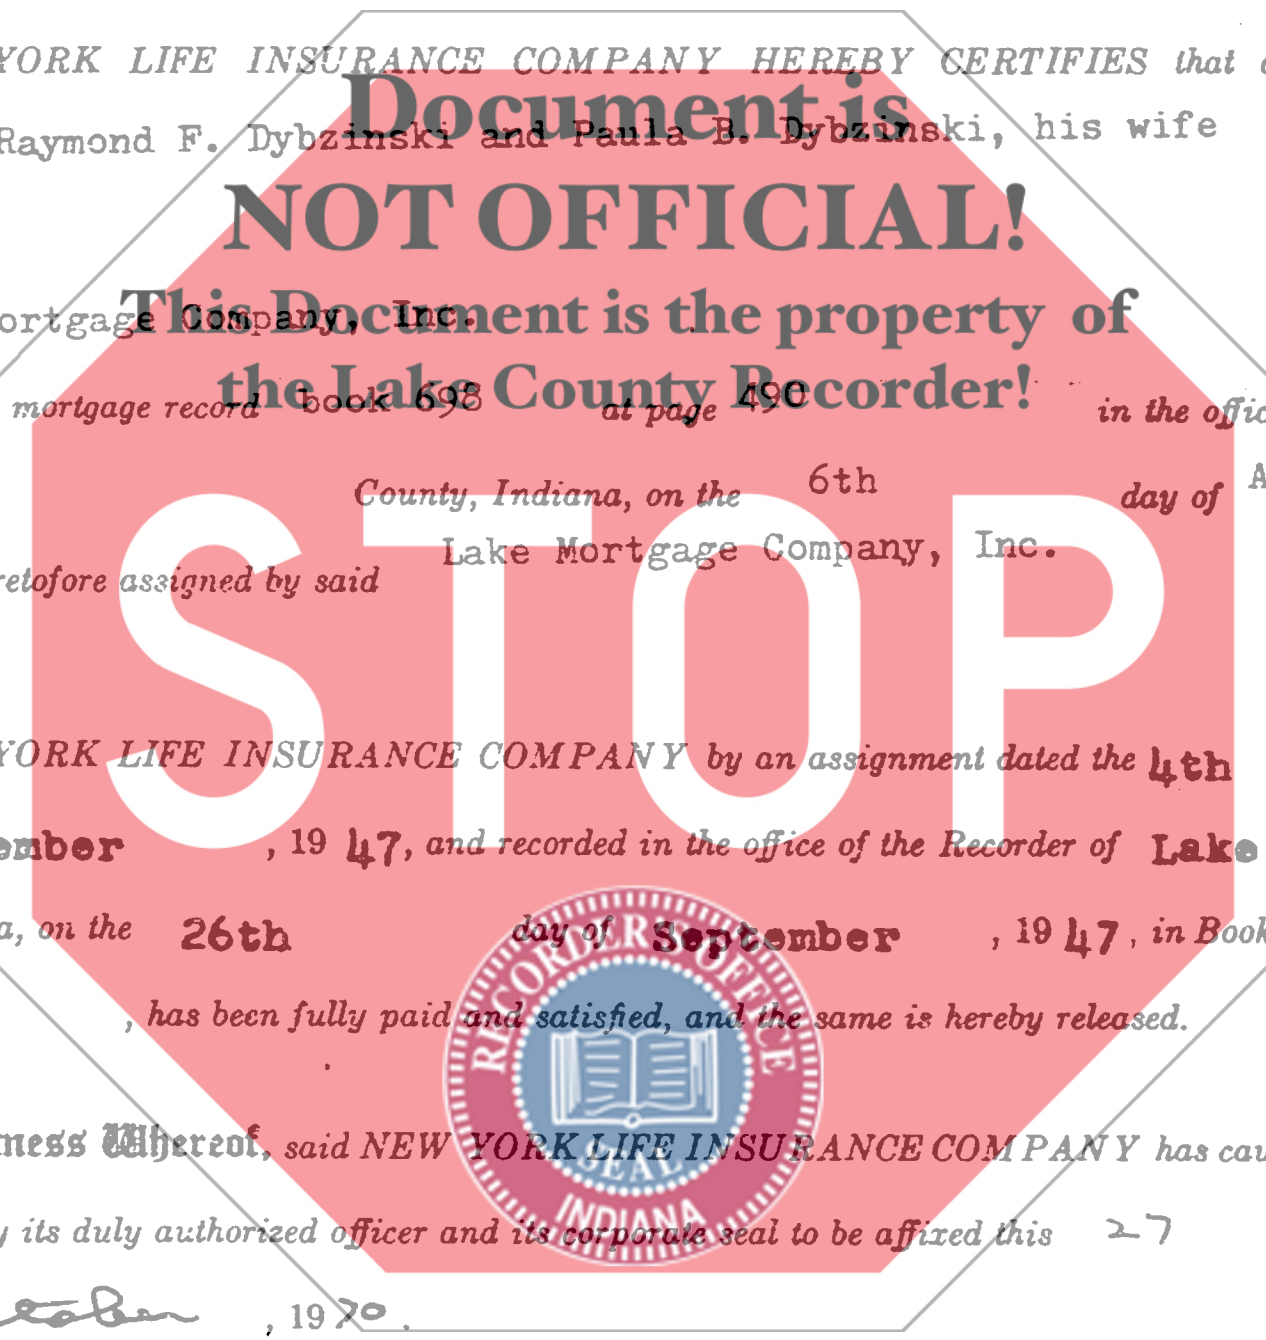 YORK LIFE INSURANCE COMPANY HEREBY CERTIFIES that
Document is
Raymond F. Dybzinski and Paula B. Dybzinski, his wife
NOT OFFICIAL!
This Document is the property of
ortgage Company, Inc.
the Lake County Recorder!
mortgage record book 698 at page 490 in the offic
County, Indiana, on the 6th day of A
STOP
Lake Mortgage Company, Inc.
retofore assigned by said
YORK LIFE INSURANCE COMPANY by an assignment dated the 4th
ember , 19 47, and recorded in the office of the Recorder of Lake
a, on the 26th day of September , 19 47, in Book
, has been fully paid and satisfied, and the same is hereby released.
RECORDER'S OFFICE
SEAL
INDIANA
ness Whereof, said NEW YORK LIFE INSURANCE COMPANY has cau
y its duly authorized officer and its corporate seal to be affixed this 27
ctober , 1970.